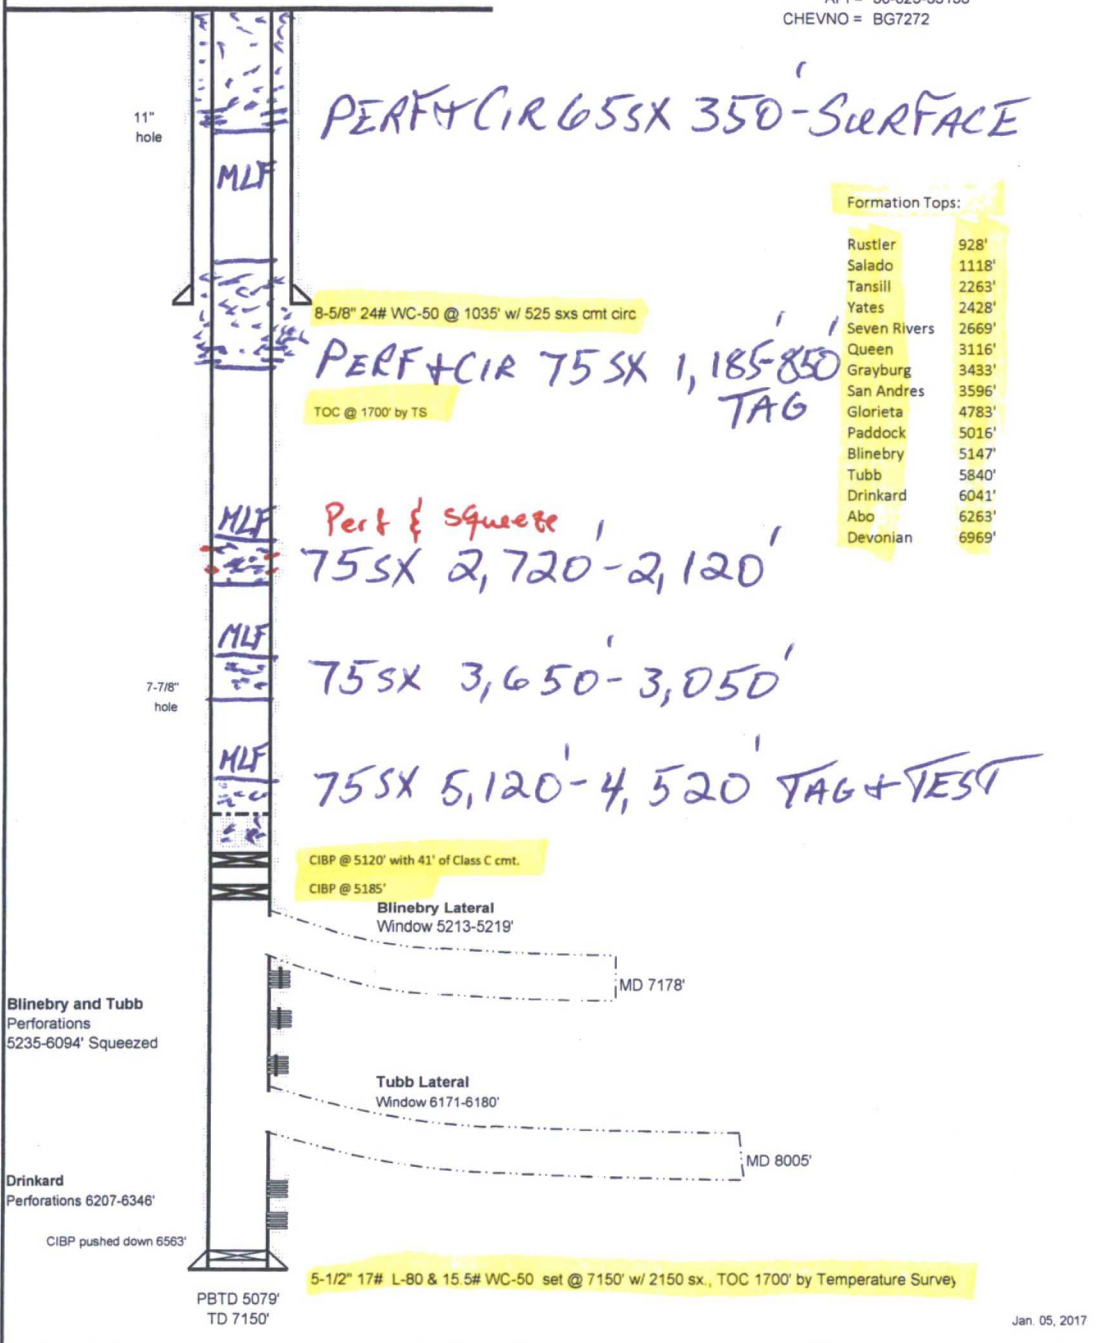 CHEVNO = BG7272
11"
hole
PERF & CIR 65SX 350'-SURFACE
MLF
Formation Tops:
Rustler 928'
Salado 1118'
Tansill 2263'
Yates 2428'
Seven Rivers 2669'
Queen 3116'
Grayburg 3433'
San Andres 3596'
Glorieta 4783'
Paddock 5016'
Blinebry 5147'
Tubb 5840'
Drinkard 6041'
Abo 6263'
Devonian 6969'
8-5/8" 24# WC-50 @ 1035' w/ 525 sxs cmt circ
PERF + CIR 75 SX 1,185'-850'
TAG
TOC @ 1700' by TS
MLF
Perf & squeeze
75SX 2,720'-2,120'
MLF
75SX 3,650'-3,050'
7-7/8"
hole
MLF
75SX 5,120'-4,520' TAG + TEST
CIBP @ 5120' with 41' of Class C cmt.
CIBP @ 5185'
Blinebry Lateral
Window 5213-5219'
MD 7178'
Blinebry and Tubb
Perforations
5235-6094' Squeezed
Tubb Lateral
Window 6171-6180'
MD 8005'
Drinkard
Perforations 6207-6346'
CIBP pushed down 6563'
5-1/2" 17# L-80 & 15.5# WC-50 set @ 7150' w/ 2150 sx., TOC 1700' by Temperature Survey
PBTD 5079'
TD 7150'
Jan. 05, 2017